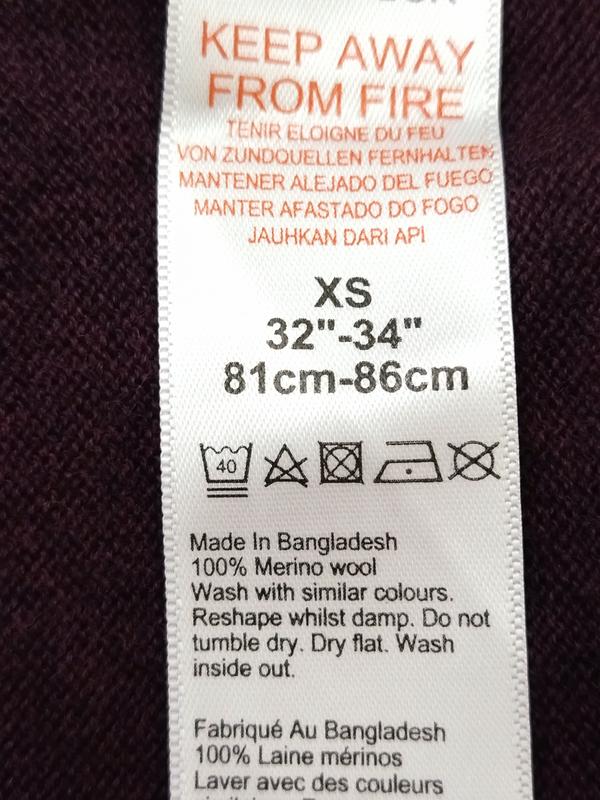 KEEP AWAY
FROM FIRE
TENIR ELOIGNE DU FEU
VON ZUNDQUELLEN FERNHALTEN
MANTENER ALEJADO DEL FUEGO
MANTER AFASTADO DO FOGO
JAUHKAN DARI API
XS
32"-34"
81cm-86cm
40
Made In Bangladesh
100% Merino wool
Wash with similar colours.
Reshape whilst damp. Do not
tumble dry. Dry flat. Wash
inside out.
Fabriqué Au Bangladesh
100% Laine mérinos
Laver avec des couleurs